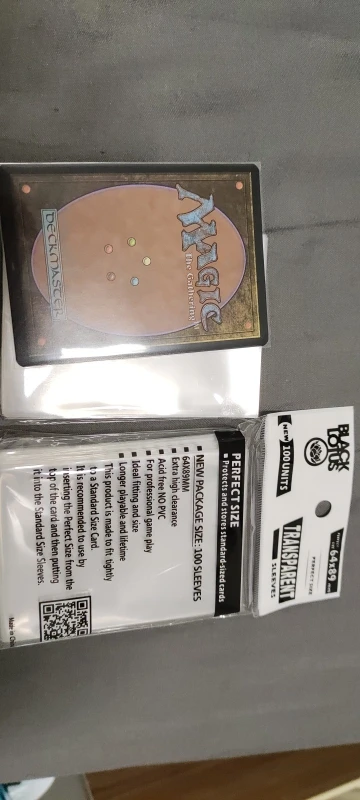 MAGIC
the Gathering
DECKMASTER
BLACK
LOTUS
NEW 100 UNITS
64x89
PERFECT SIZE
TRANSPARENT
SLEEVES
PERFECT SIZE
Protects and stores standard-sized cards
NEW PACKAGE SIZE: 100 SLEEVES
64X89MM
Extra high clearance
Acid free NO PVC
For professional game play
Ideal fitting and size
Longer playable and lifetime
This product is made to fit tightly
to a Standard Size Card.
It is recommended to use by
inserting the Perfect Size from the
top of the card and then putting
it into the Standard Size Sleeves.
Made in China